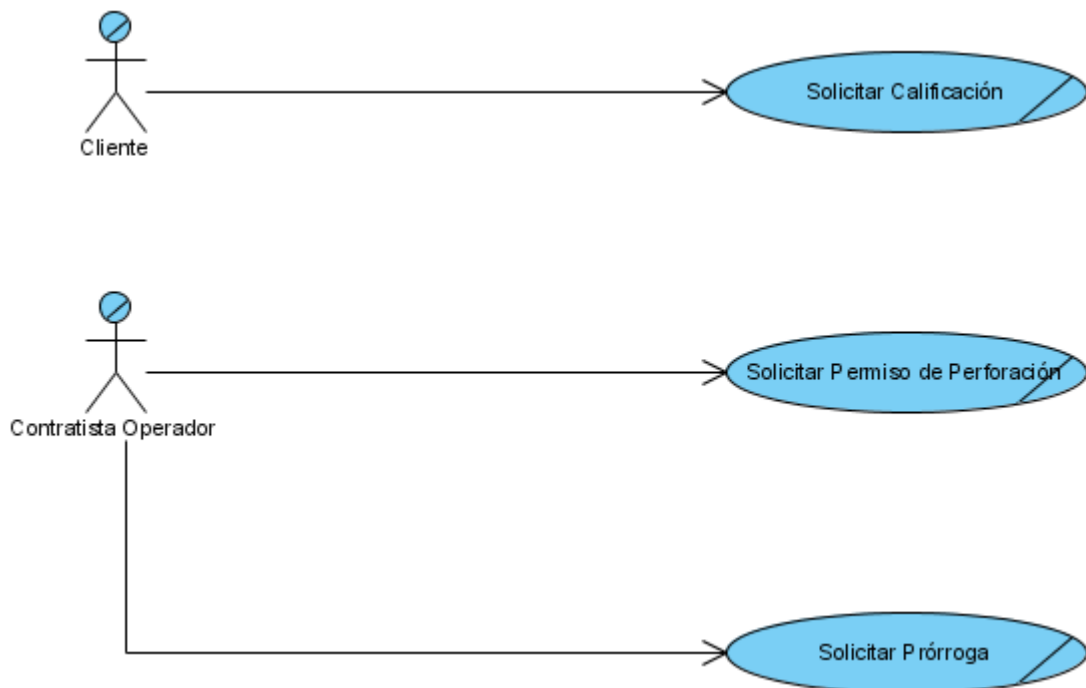 Solicitar Calificación
Cliente
Solicitar Permiso de Perforación
Contratista Operador
Solicitar Prórroga